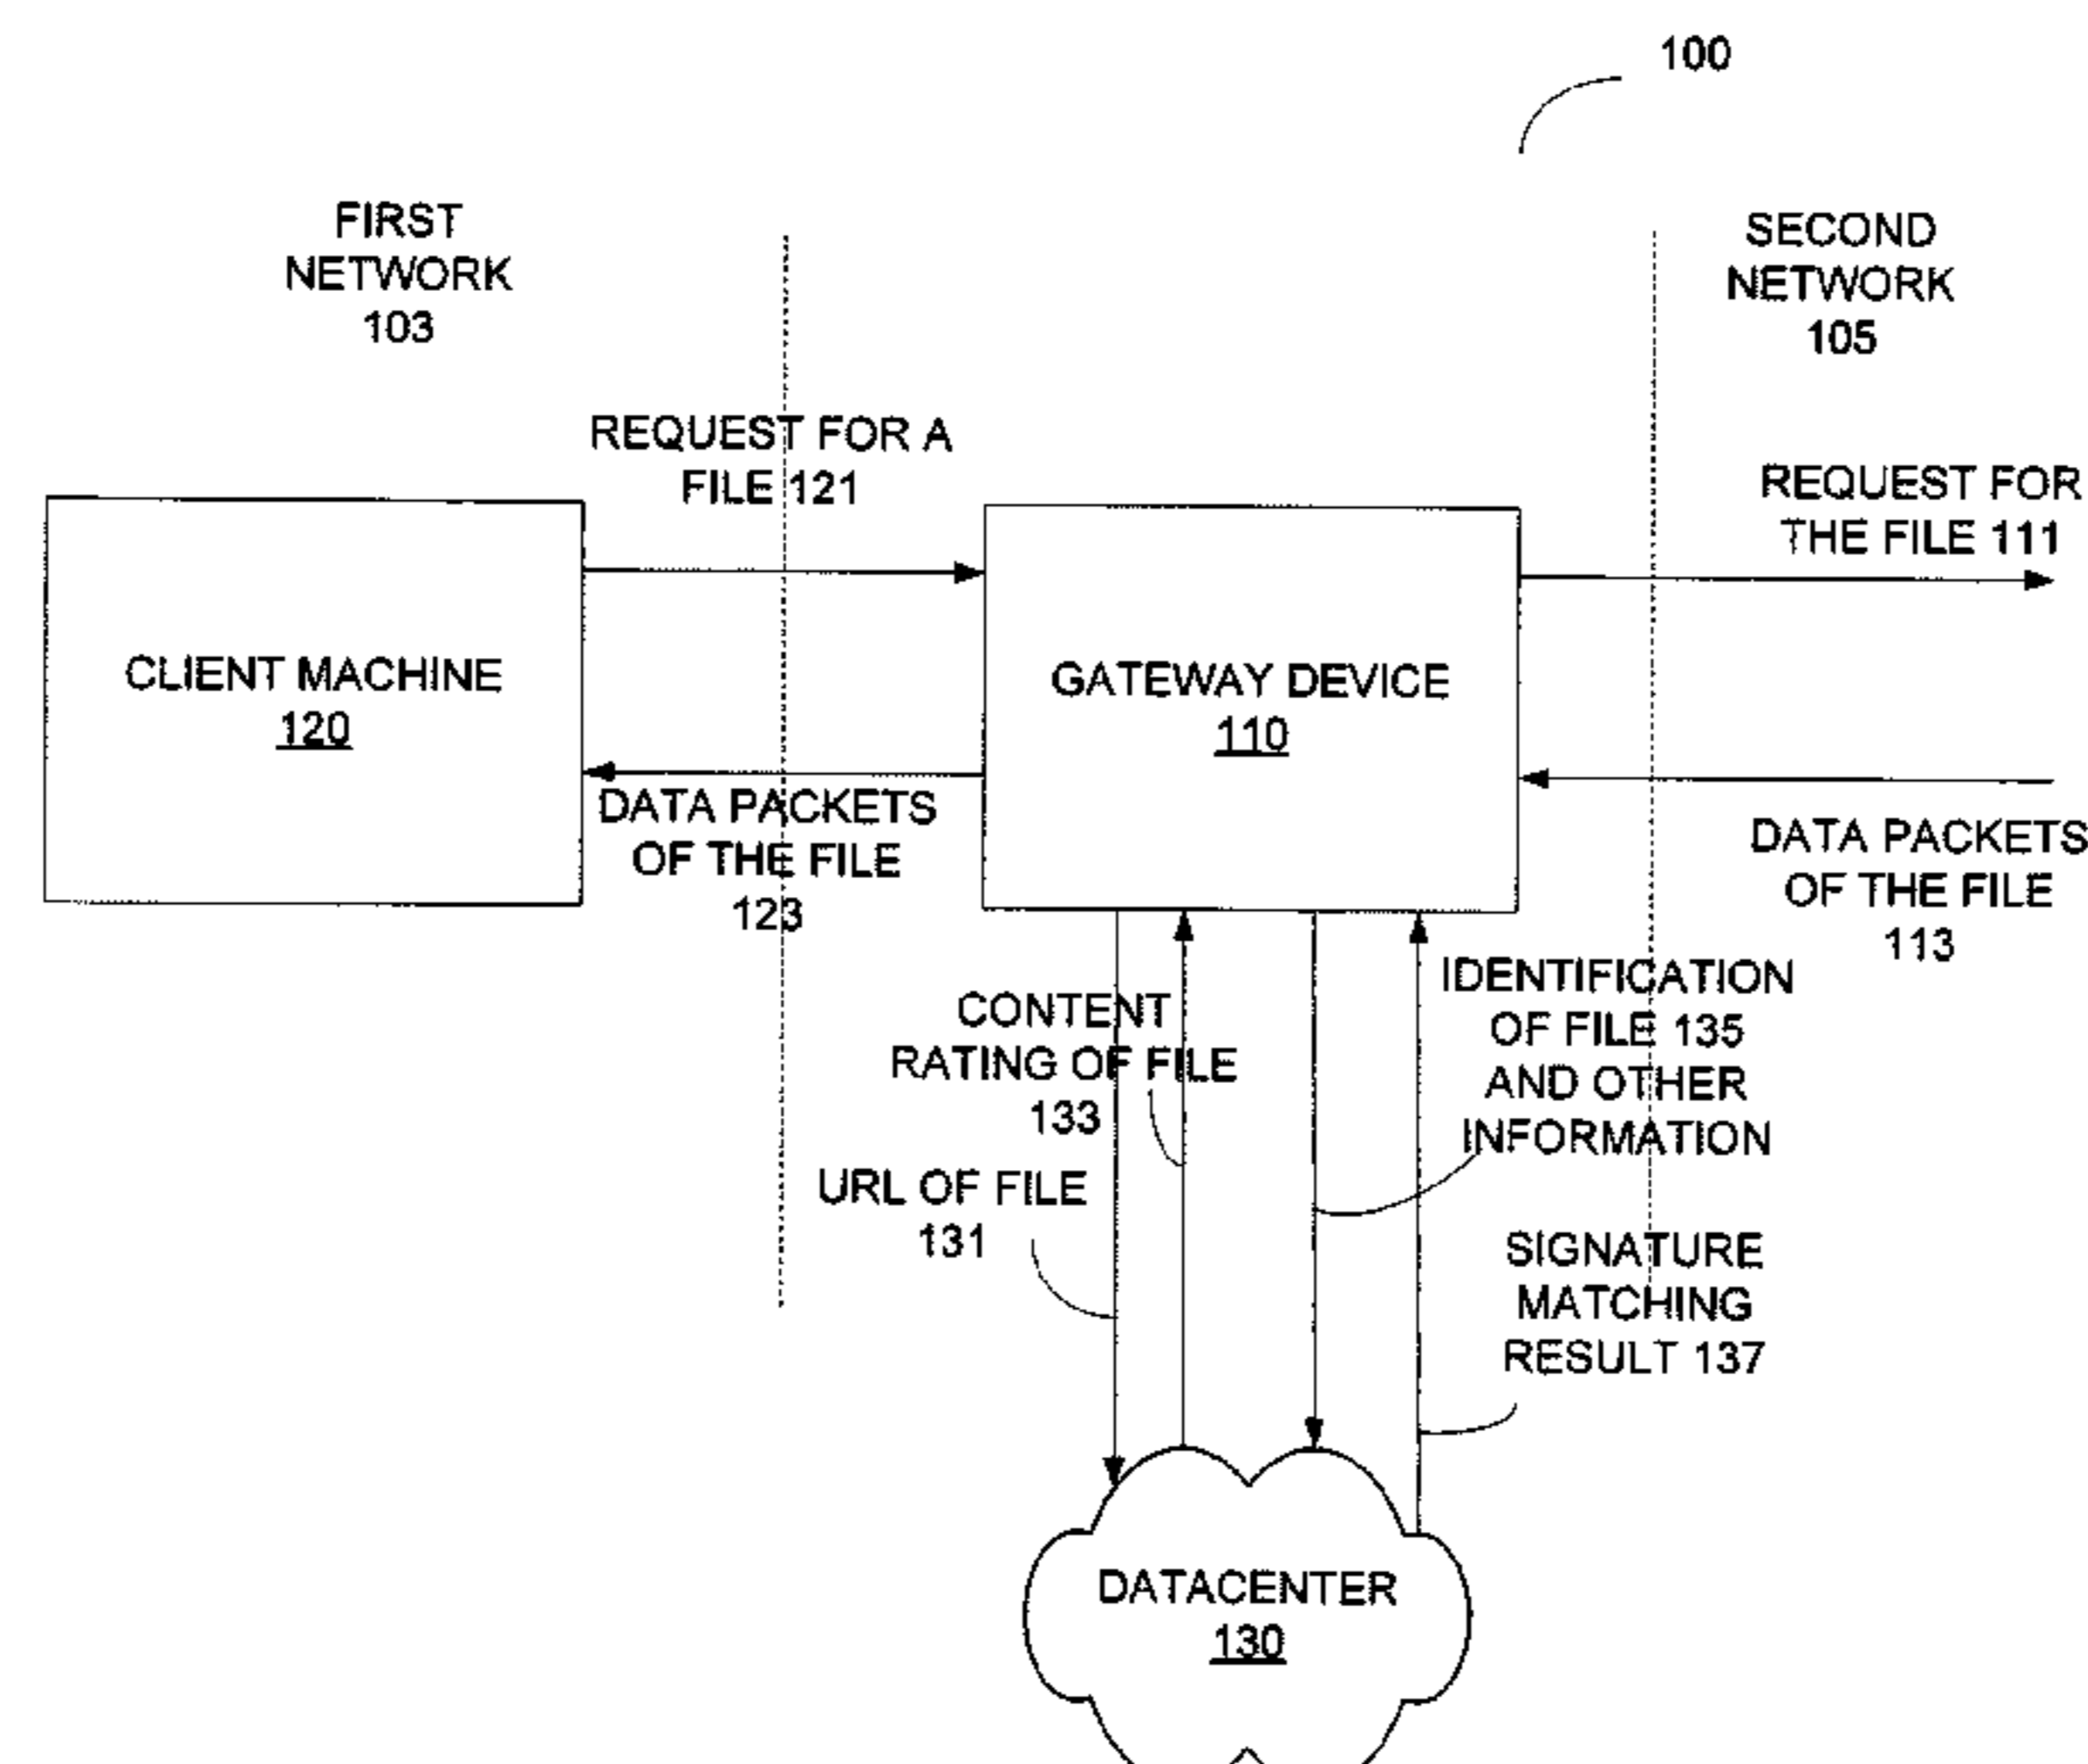 100
FIRST
NETWORK
103
SECOND
NETWORK
105
REQUEST FOR A
FILE 121
REQUEST FOR
THE FILE 111
CLIENT MACHINE
120
GATEWAY DEVICE
110
DATA PACKETS
OF THE FILE
123
DATA PACKETS
OF THE FILE
113
CONTENT
RATING OF FILE
133
IDENTIFICATION
OF FILE 135
AND OTHER
INFORMATION
URL OF FILE
131
SIGNATURE
MATCHING
RESULT 137
DATACENTER
130